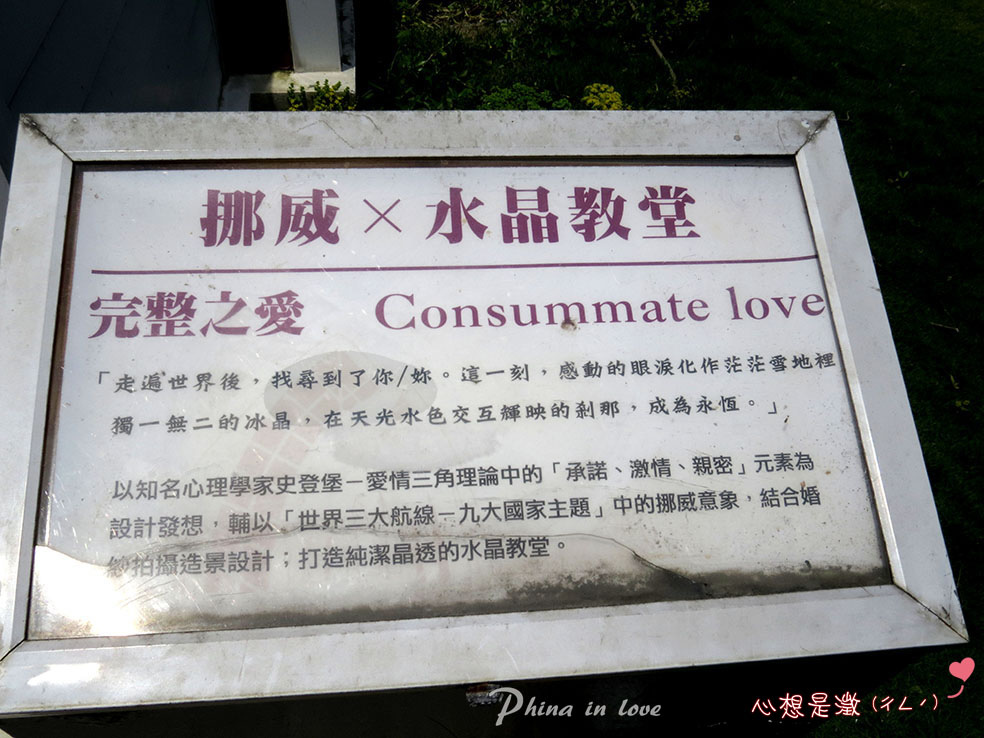 挪威×水晶教堂
完整之愛 Consummate love
「走遍世界後，找尋到了你/妳。這一刻，感動的眼淚化作茫茫雪地裡
獨一無二的冰晶，在天光水色交互輝映的剎那，成為永恆。」
以知名心理學家史登堡－愛情三角理論中的「承諾、激情、親密」元素為
設計發想，輔以「世界三大航線－九大國家主題」中的挪威意象，結合婚
紗拍攝造景設計；打造純潔晶透的水晶教堂。
Phina in love
心想是澂 (ㄔㄥˊ)